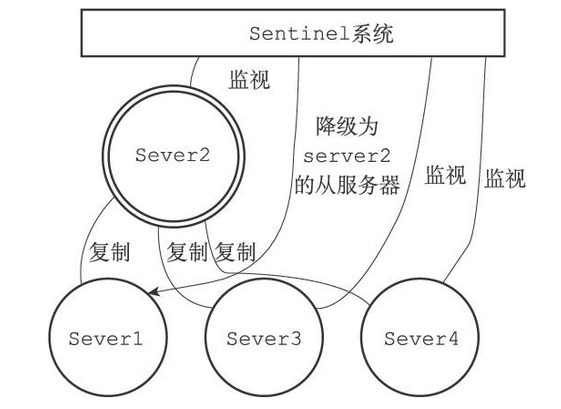 Sentinel系统
监视
Sever2
降级为
server2
的从服务器
监视
监视
复制
复制
复制
Sever1
Sever3
Sever4